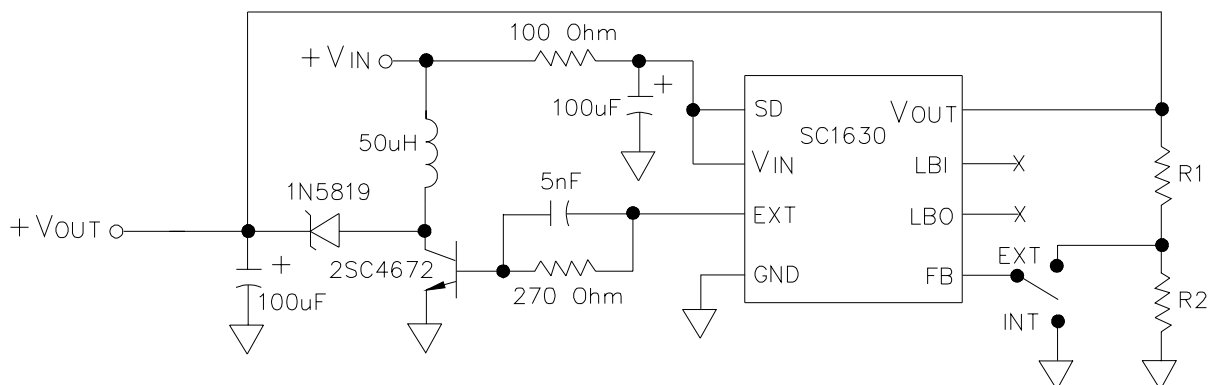 100 Ohm
+VIN
100uF
SD
VOUT
SC1630
50uH
VIN
LBI
X
R1
1N5819
5nF
+VOUT
EXT
LBO
X
2SC4672
EXT
100uF
270 Ohm
GND
FB
R2
INT